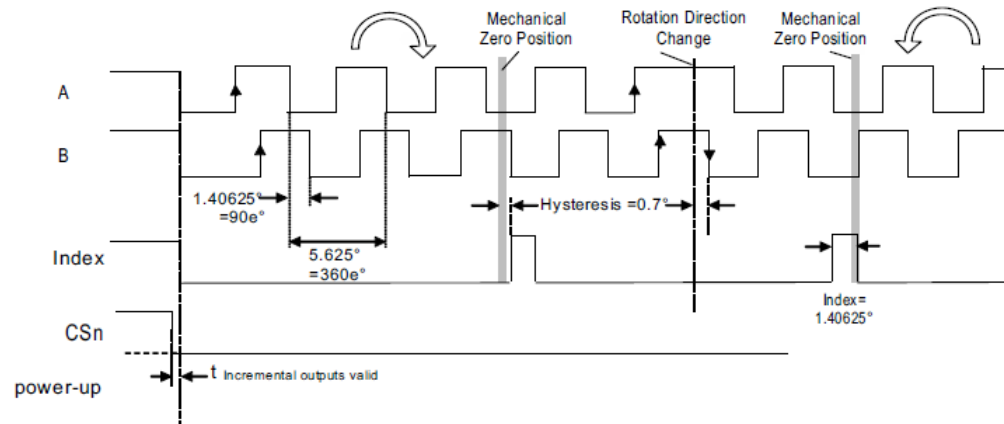 Mechanical
Zero Position
Rotation Direction
Change
Mechanical
Zero Position
A
B
1.40625°
=90e°
Hysteresis =0.7°
5.625°
=360e°
Index
Index=
1.40625°
CSn
t Incremental outputs valid
power-up